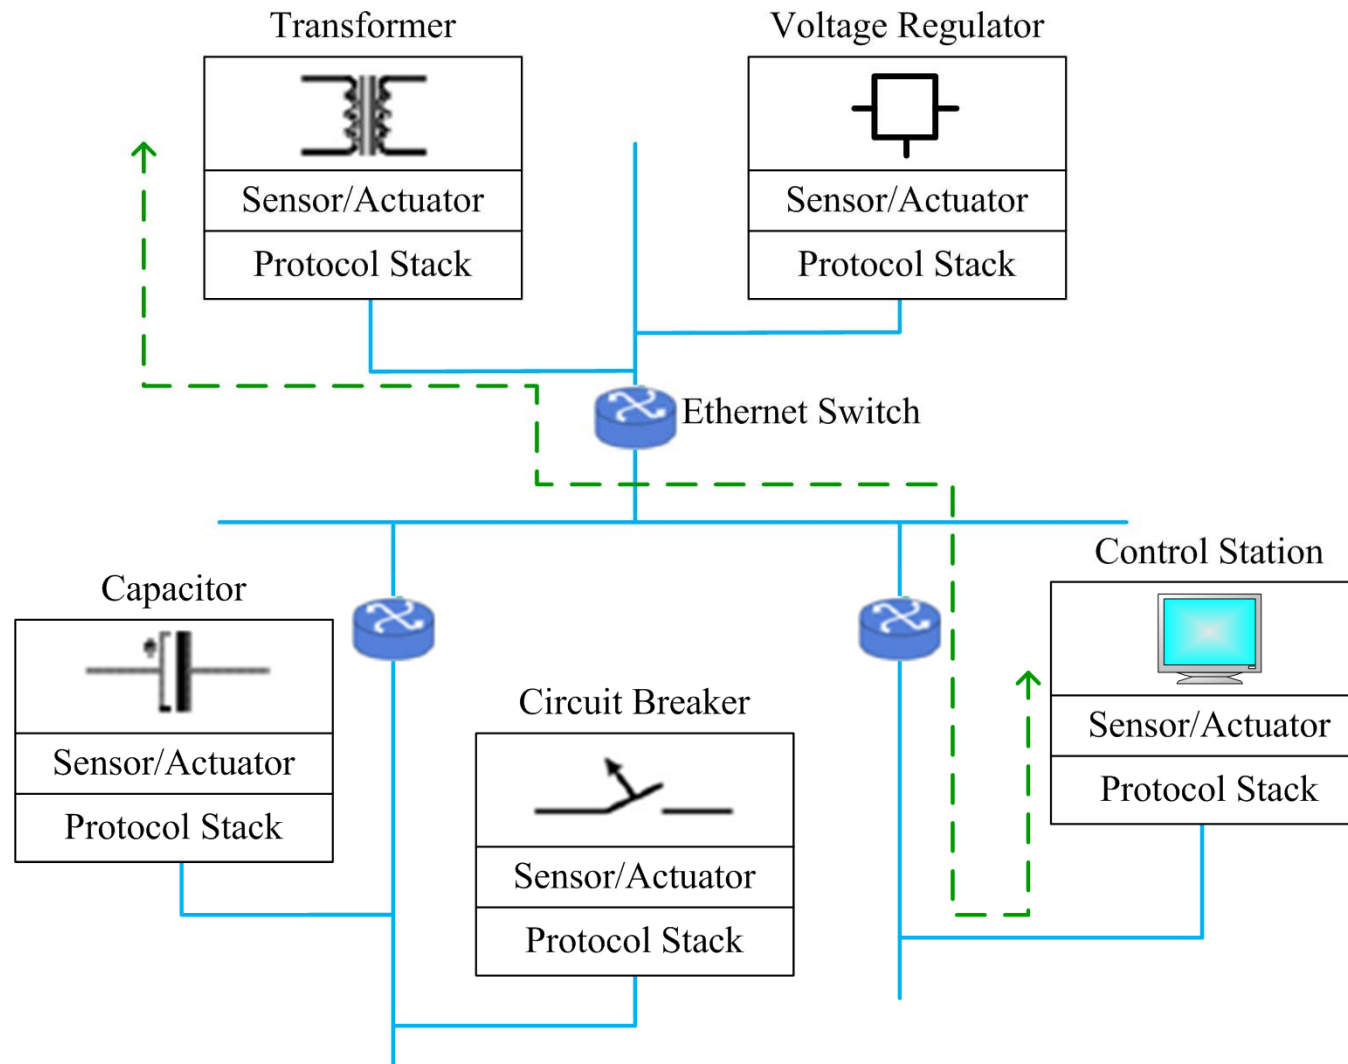 Transformer
Voltage Regulator
Sensor/Actuator
Protocol Stack
Sensor/Actuator
Protocol Stack
Ethernet Switch
Control Station
Sensor/Actuator
Protocol Stack
Capacitor
Sensor/Actuator
Protocol Stack
Circuit Breaker
Sensor/Actuator
Protocol Stack